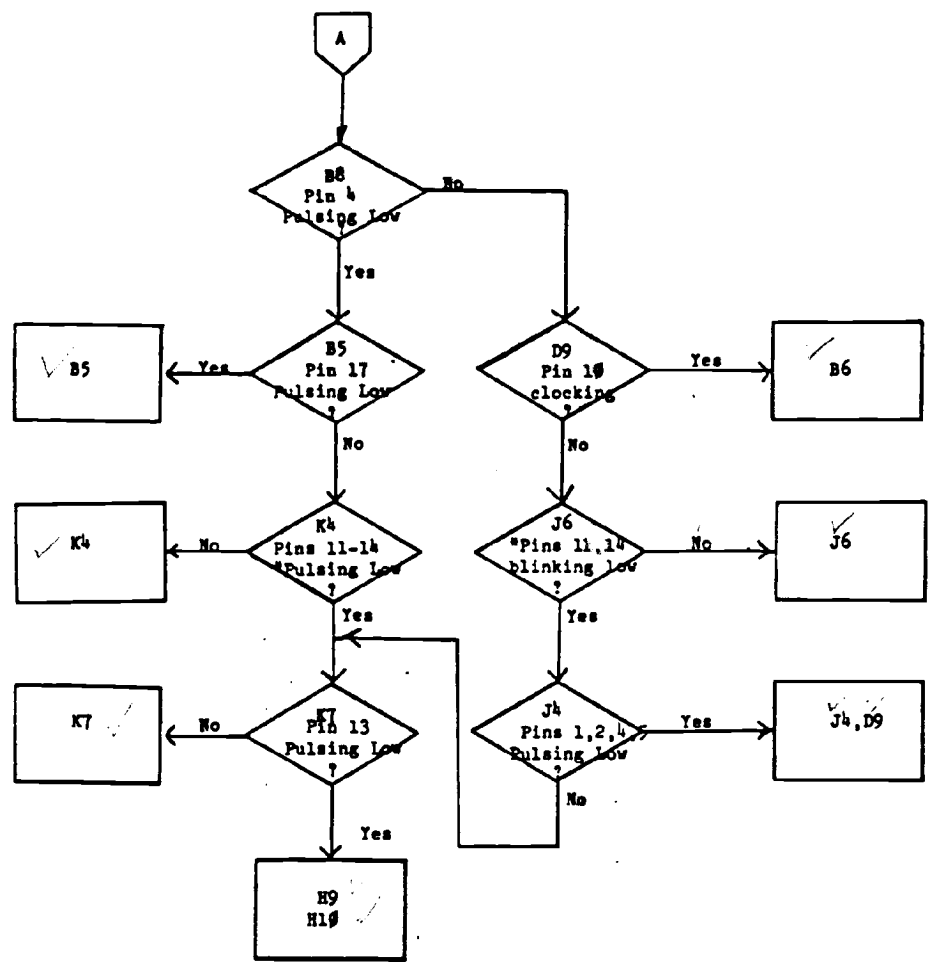 A
B8
Pin 4
Pulsing Low
?
No
Yes
B5
B5
Pin 17
Pulsing Low
?
Yes
No
D9
Pin 1Ø
clocking
?
Yes
No
B6
K4
K4
Pins 11-14
*Pulsing Low
?
No
Yes
J6
*Pins 11,14
blinking low
?
No
Yes
J6
K7
K7
Pin 13
Pulsing Low
?
No
Yes
J4
Pins 1,2,4
Pulsing Low
?
Yes
No
J4,D9
H9
H1Ø